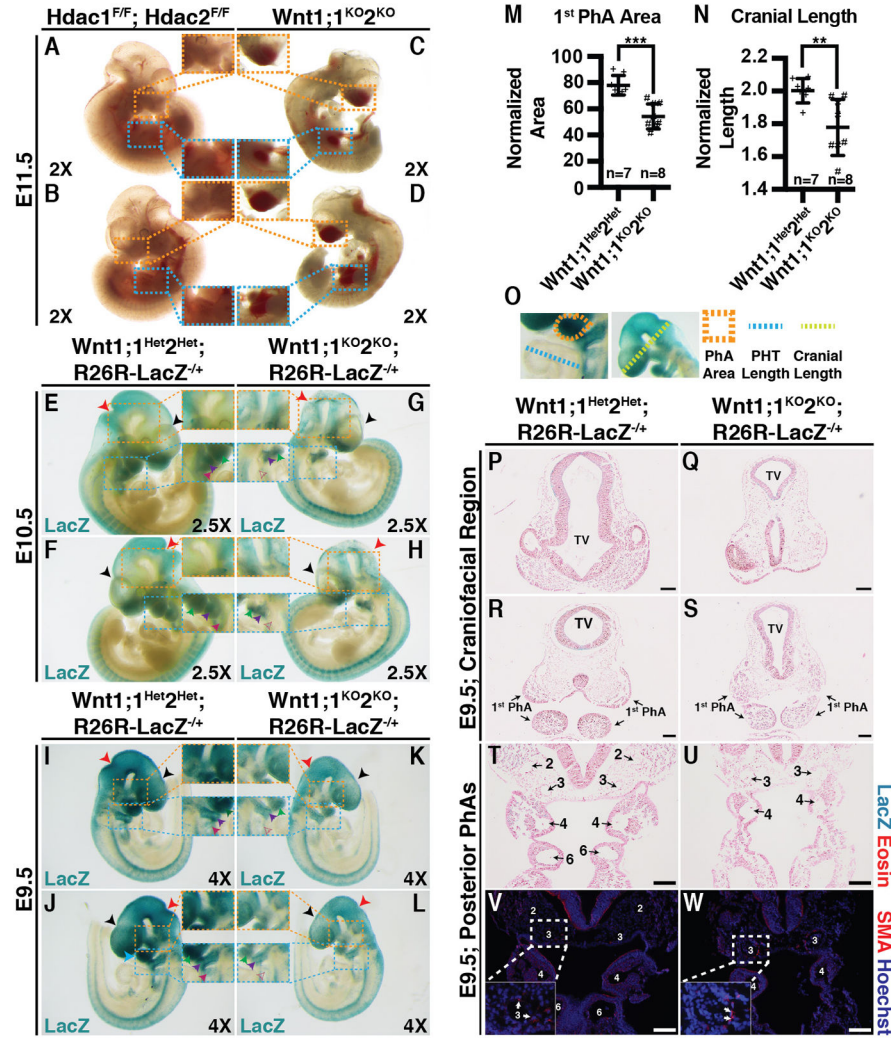 Hdac1F/F; Hdac2F/F
Wnt1;1KO2KO
A
C
E11.5
2X
2X
B
D
2X
2X
Wnt1;1Het2Het;
R26R-LacZ-/+
Wnt1;1KO2KO;
R26R-LacZ-/+
E
G
E10.5
LacZ
2.5X
LacZ
2.5X
F
H
LacZ
2.5X
LacZ
2.5X
Wnt1;1Het2Het;
R26R-LacZ-/+
Wnt1;1KO2KO;
R26R-LacZ-/+
I
K
E9.5
LacZ
4X
LacZ
4X
J
L
LacZ
4X
LacZ
4X
M
1st PhA Area
***
Normalized
Area
100
80
60
40
20
0
n=7
n=8
Wnt1;1Het2Het
Wnt1;1KO2KO
N
Cranial Length
**
Normalized
Length
2.2
2.0
1.8
1.6
1.4
n=7
n=8
Wnt1;1Het2Het
Wnt1;1KO2KO
O
PhA
Area
PHT
Length
Cranial
Length
Wnt1;1Het2Het;
R26R-LacZ-/+
Wnt1;1KO2KO;
R26R-LacZ-/+
E9.5; Craniofacial Region
P
TV
Q
TV
R
TV
1st PhA
1st PhA
S
TV
1st PhA
1st PhA
E9.5; Posterior PhAs
T
2
2
3
3
4
4
6
6
U
3
3
4
4
LacZ Eosin
V
2
2
3
3
4
4
6
6
3
W
3
3
4
4
SMA Hoechst